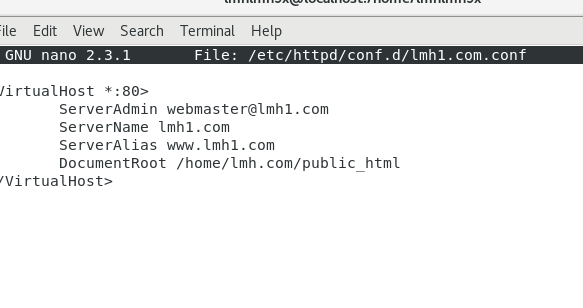 File Edit View Search Terminal Help
GNU nano 2.3.1 File: /etc/httpd/conf.d/lmh1.com.conf
VirtualHost *:80>
ServerAdmin webmaster@lmh1.com
ServerName lmh1.com
ServerAlias www.lmh1.com
DocumentRoot /home/lmh.com/public_html
/VirtualHost>